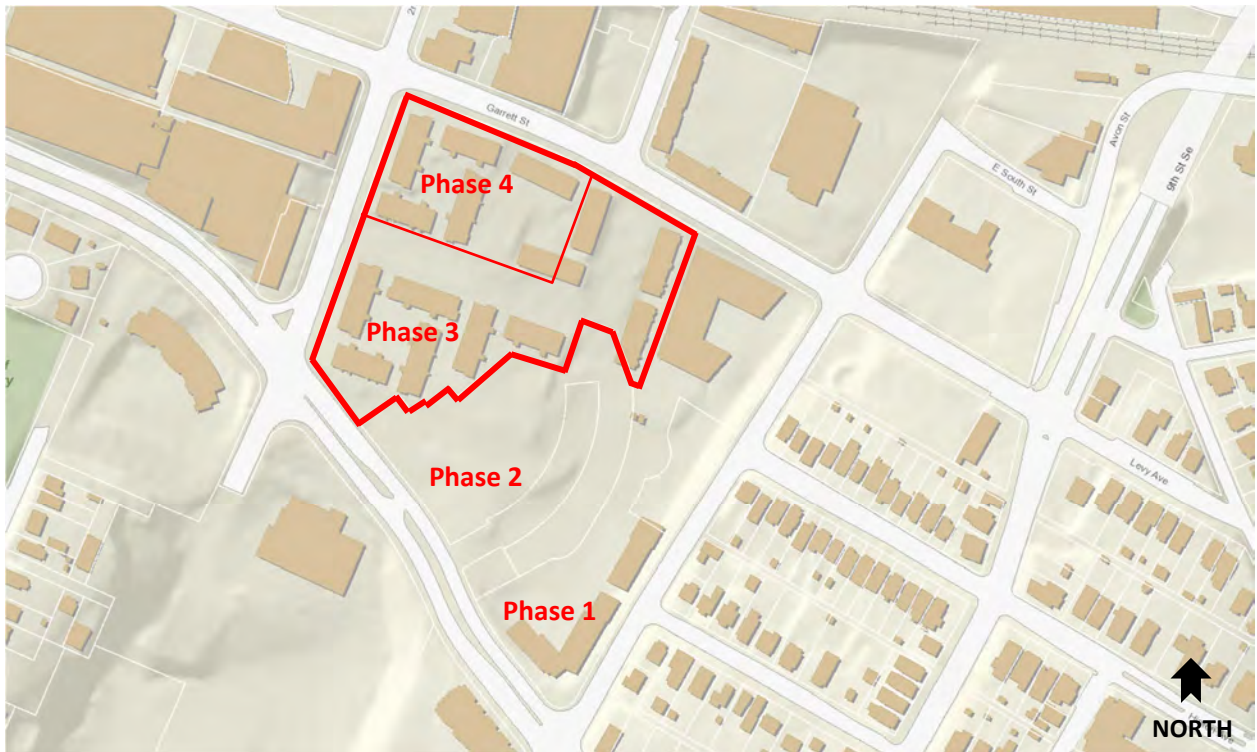 Garrett St
Avon St
9th St Se
E South St
Phase 4
Phase 3
Phase 2
Levy Ave
Phase 1
NORTH